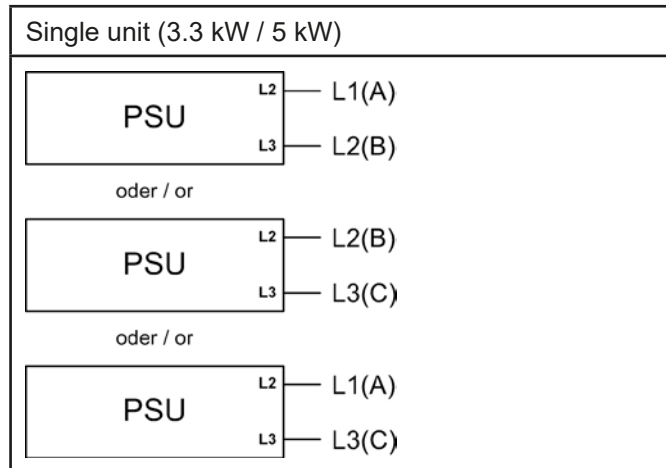 Single unit (3.3 kW / 5 kW)
L2 L1(A)
PSU
L3 L2(B)
oder / or
L2 L2(B)
PSU
L3 L3(C)
oder / or
L2 L1(A)
PSU
L3 L3(C)